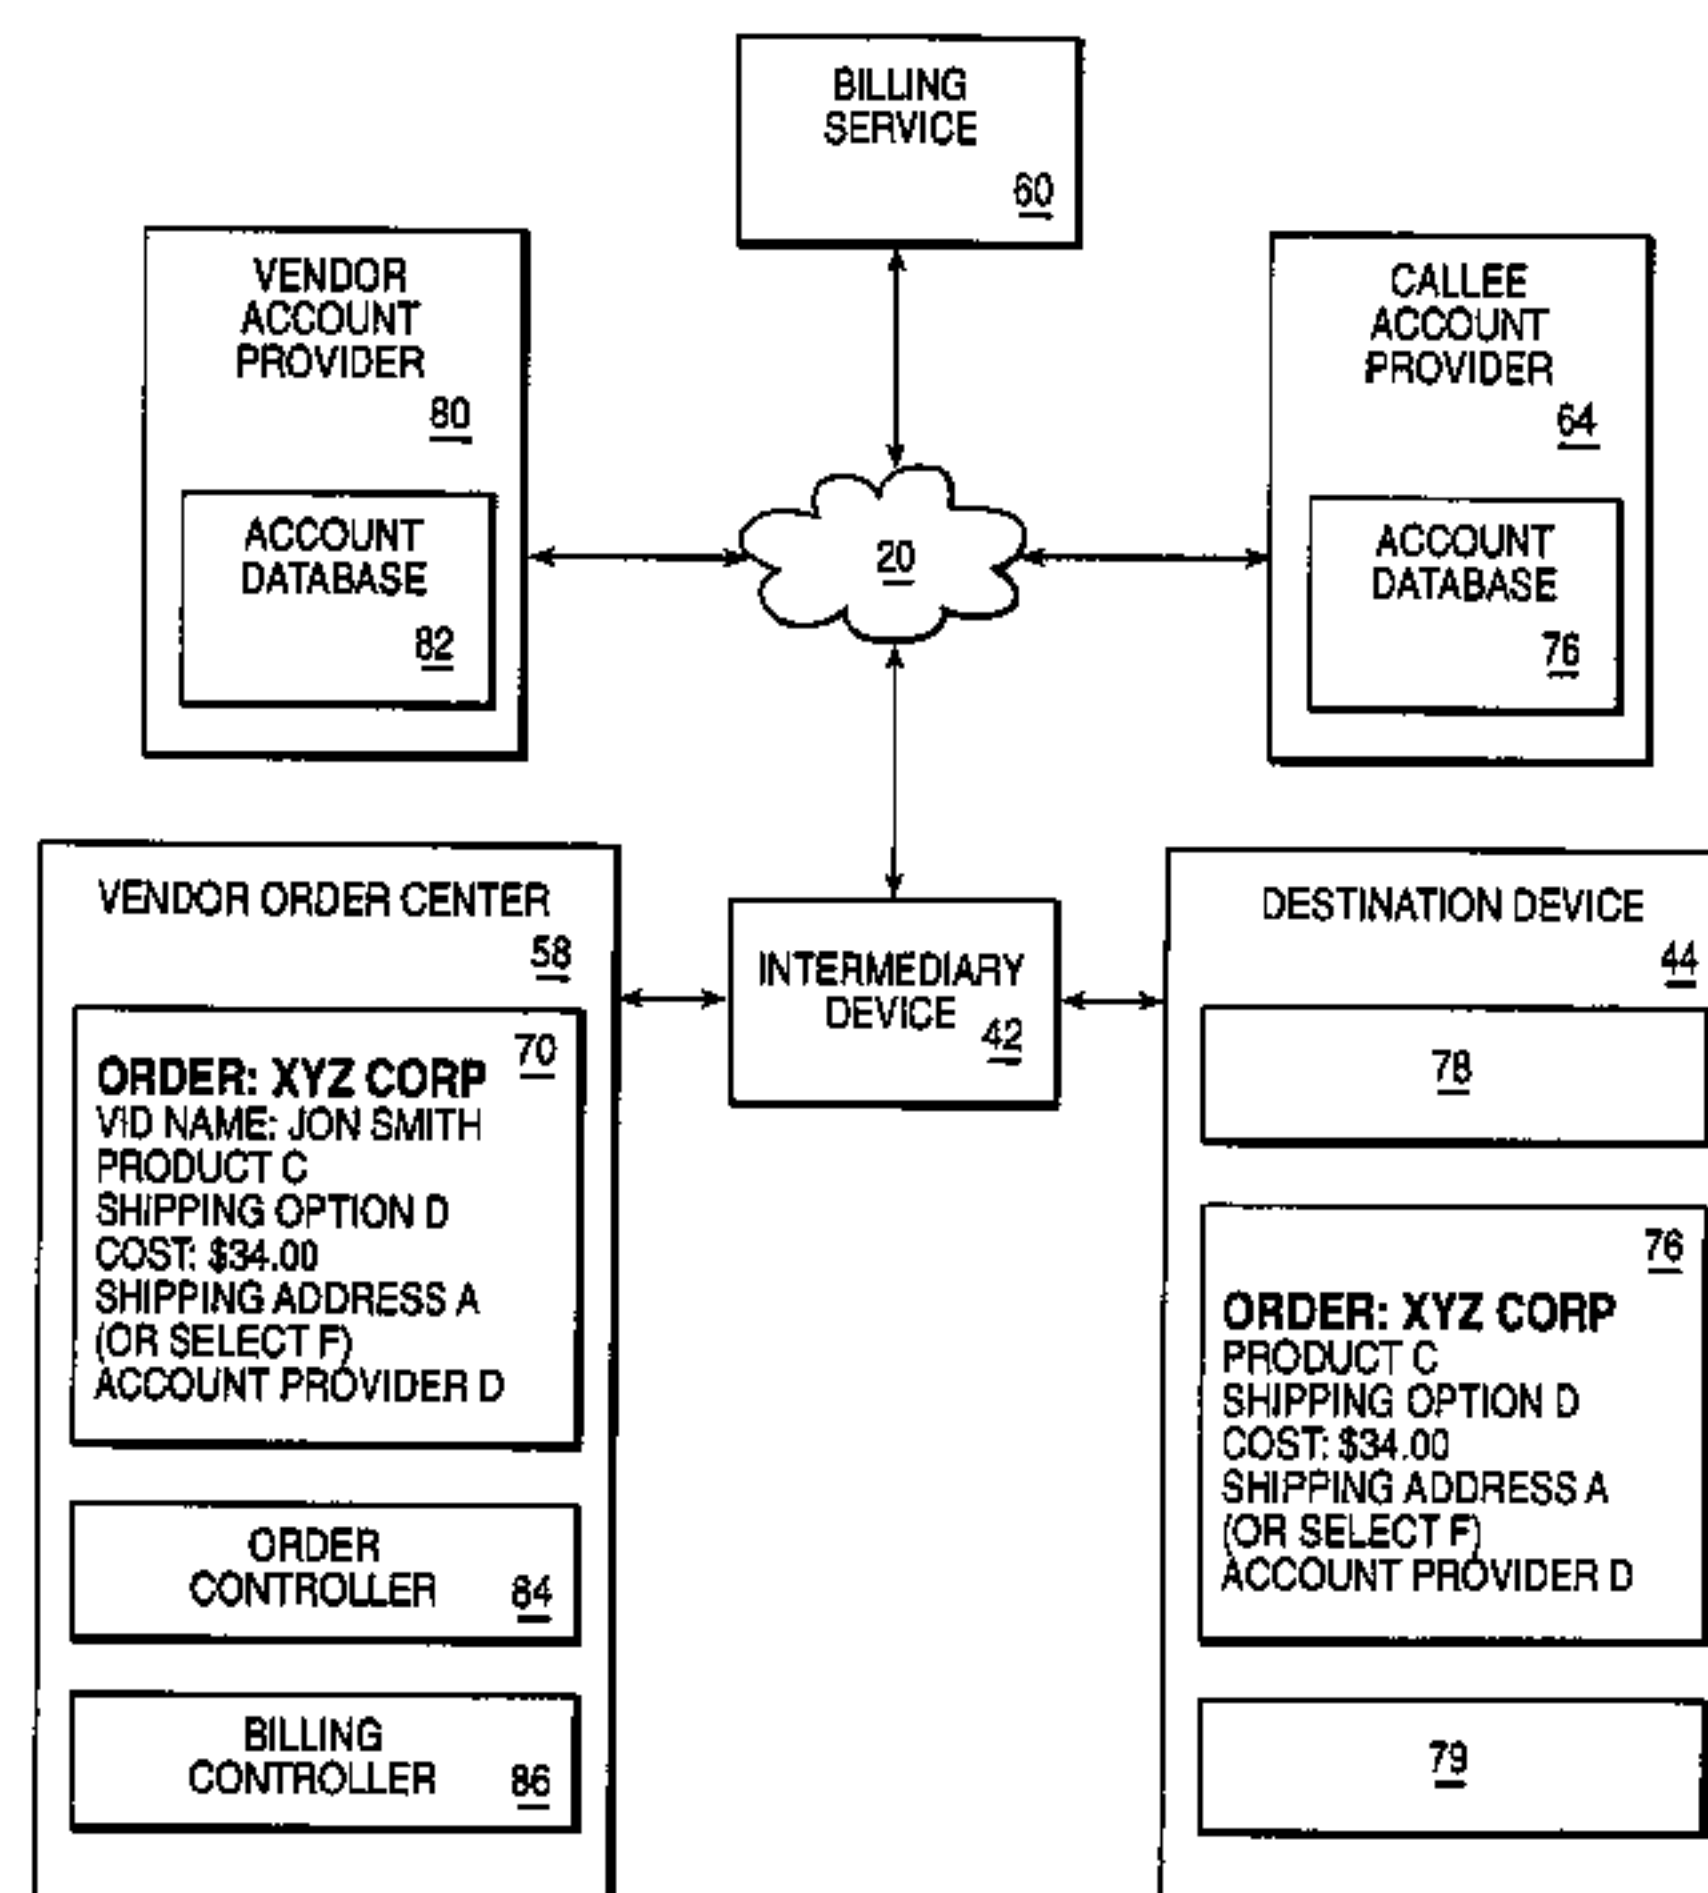 BILLING
SERVICE
60
VENDOR
ACCOUNT
PROVIDER
80
ACCOUNT
DATABASE
82
20
CALLEE
ACCOUNT
PROVIDER
64
ACCOUNT
DATABASE
76
VENDOR ORDER CENTER
58
70
ORDER: XYZ CORP
VID NAME: JON SMITH
PRODUCT C
SHIPPING OPTION D
COST: $34.00
SHIPPING ADDRESS A
(OR SELECT F)
ACCOUNT PROVIDER D
ORDER
CONTROLLER
84
BILLING
CONTROLLER
86
INTERMEDIARY
DEVICE
42
DESTINATION DEVICE
44
78
76
ORDER: XYZ CORP
PRODUCT C
SHIPPING OPTION D
COST: $34.00
SHIPPING ADDRESS A
(OR SELECT F)
ACCOUNT PROVIDER D
79